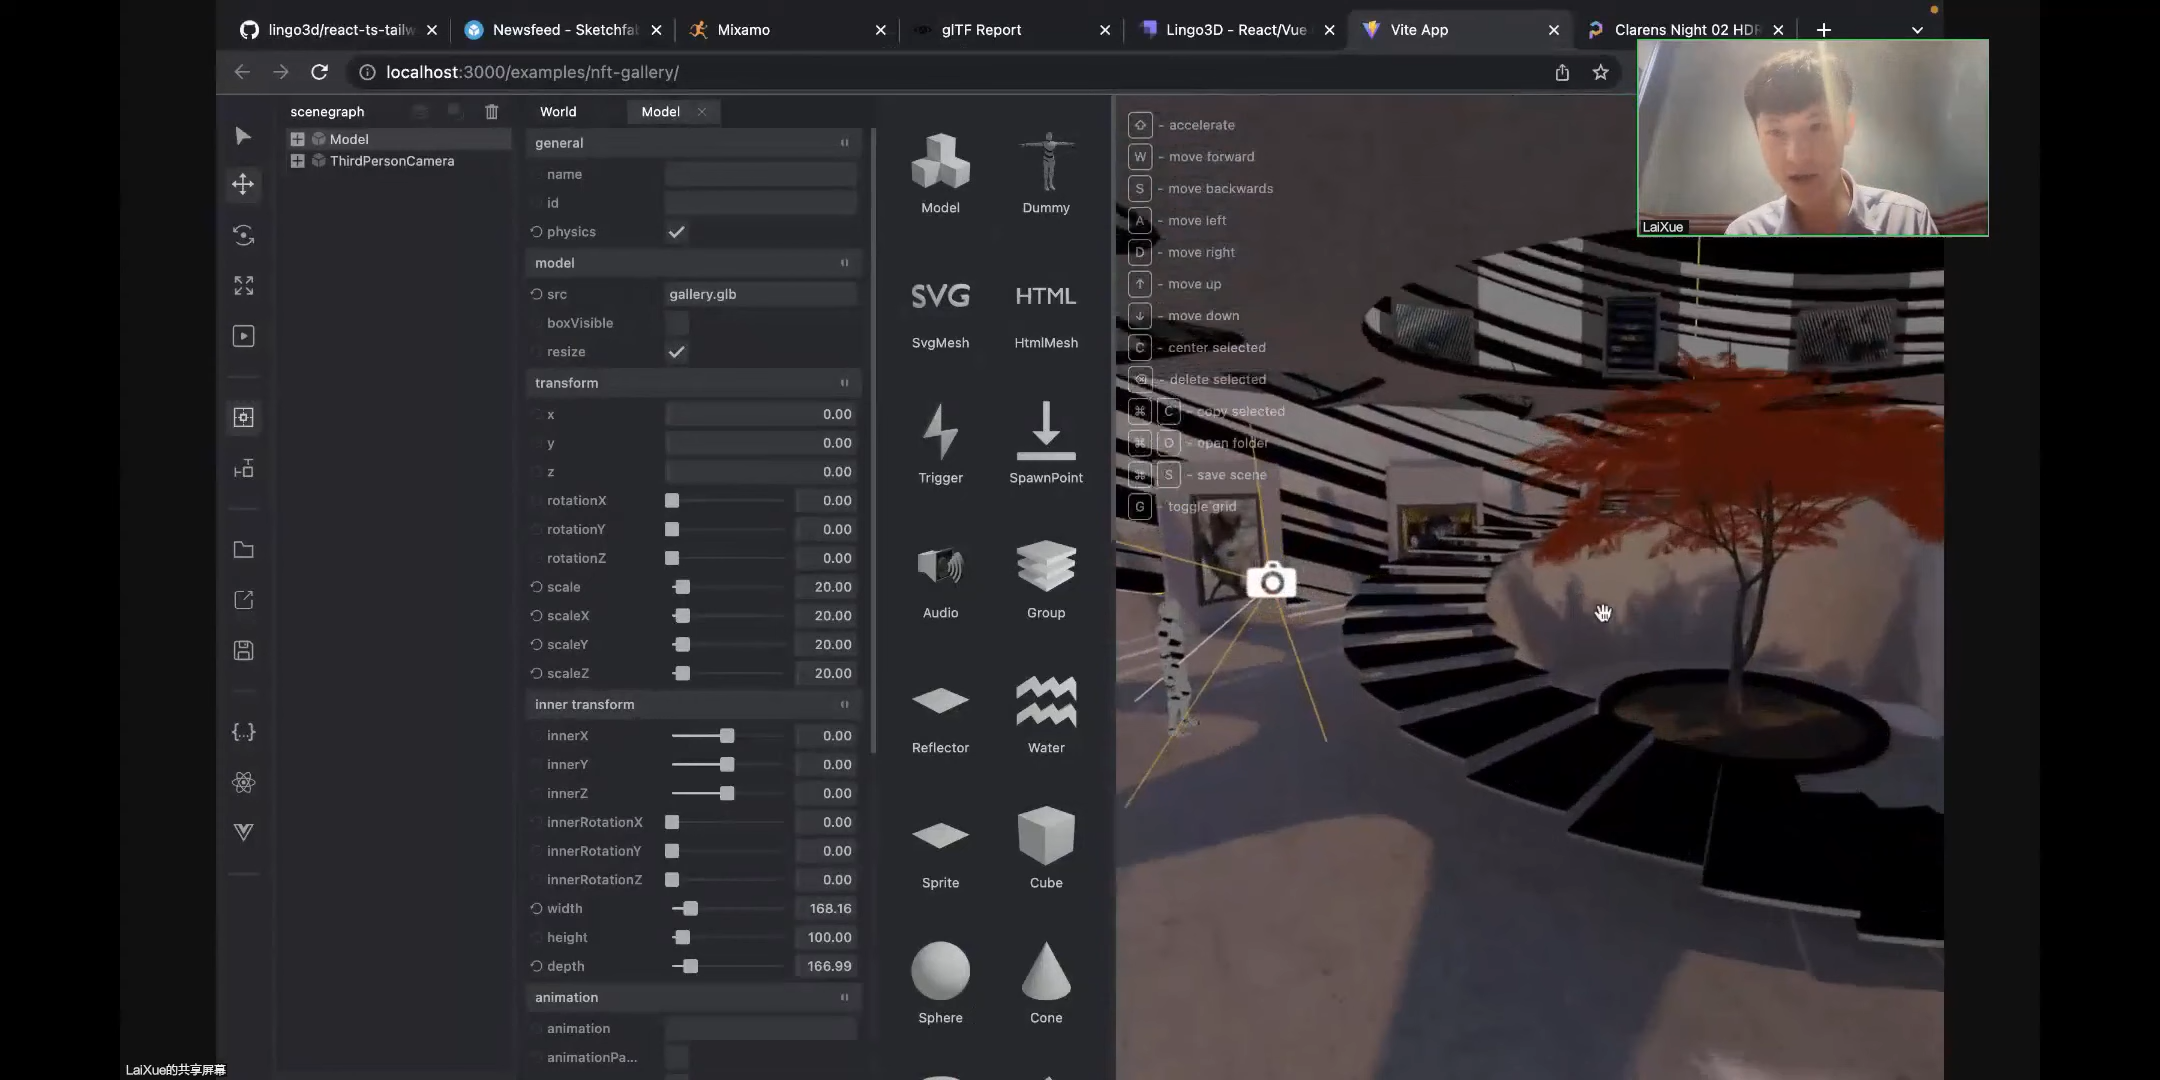 lingo3d/react-ts-tailw
Newsfeed - Sketchfab
Mixamo
glTF Report
Lingo3D - React/Vue
Vite App
Clarens Night 02 HDR
localhost:3000/examples/nft-gallery/
scenegraph
World
Model
Model
ThirdPersonCamera
general
name
id
physics
model
src gallery.glb
boxVisible
resize
transform
x 0.00
y 0.00
z 0.00
rotationX 0.00
rotationY 0.00
rotationZ 0.00
scale 20.00
scaleX 20.00
scaleY 20.00
scaleZ 20.00
inner transform
innerX 0.00
innerY 0.00
innerZ 0.00
innerRotationX 0.00
innerRotationY 0.00
innerRotationZ 0.00
width 168.16
height 100.00
depth 166.99
animation
animation
animationPa...
Model
Dummy
SVG
HTML
SvgMesh
HtmlMesh
Trigger
SpawnPoint
Audio
Group
Reflector
Water
Sprite
Cube
Sphere
Cone
- accelerate
W - move forward
S - move backwards
A - move left
D - move right
↑ - move up
↓ - move down
C - center selected
- delete selected
⌘ C - copy selected
⌘ O - open folder
⌘ S - save scene
G - toggle grid
LaiXue
LaiXue的共享屏幕